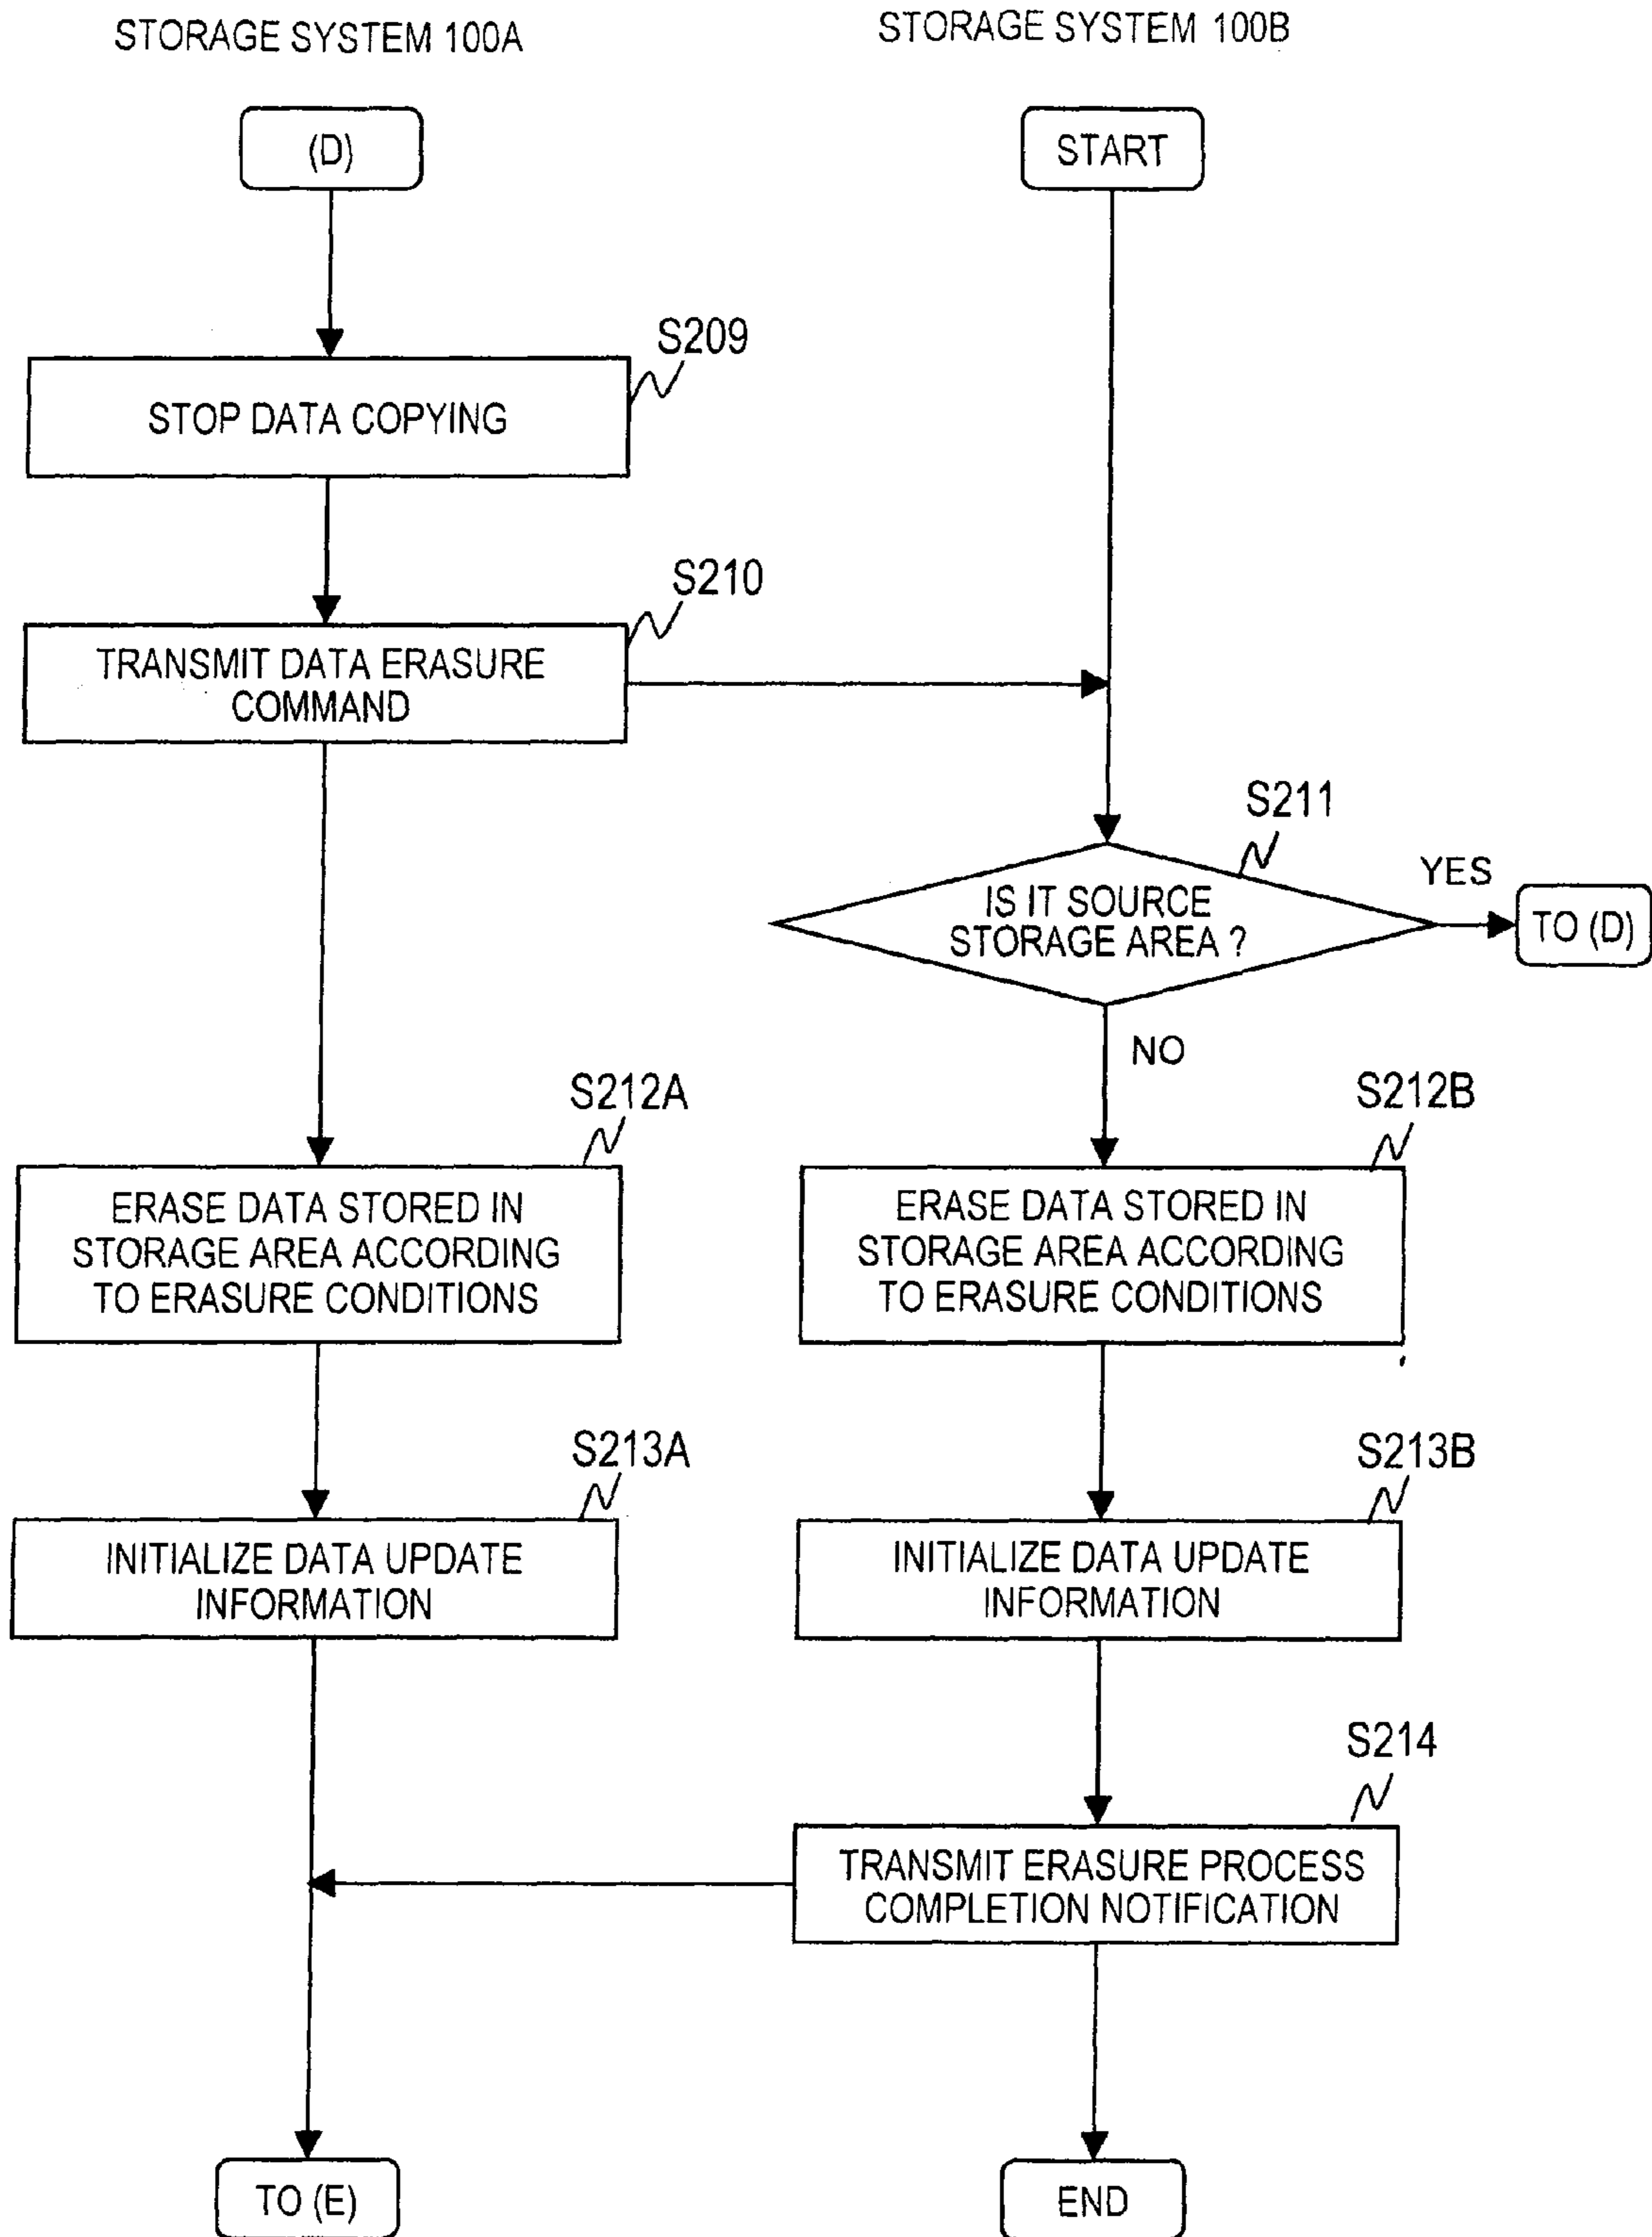 STORAGE SYSTEM 100A
STORAGE SYSTEM 100B
(D)
START
S209
STOP DATA COPYING
S210
TRANSMIT DATA ERASURE
COMMAND
S211
IS IT SOURCE
STORAGE AREA ?
YES
TO (D)
NO
S212A
ERASE DATA STORED IN
STORAGE AREA ACCORDING
TO ERASURE CONDITIONS
S212B
ERASE DATA STORED IN
STORAGE AREA ACCORDING
TO ERASURE CONDITIONS
S213A
INITIALIZE DATA UPDATE
INFORMATION
S213B
INITIALIZE DATA UPDATE
INFORMATION
S214
TRANSMIT ERASURE PROCESS
COMPLETION NOTIFICATION
TO (E)
END